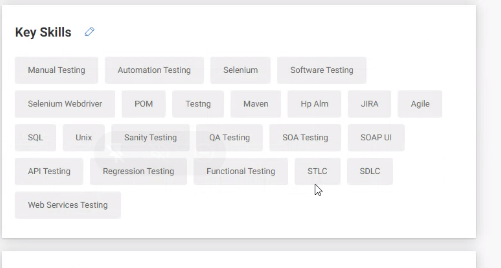 Key Skills
Manual Testing Automation Testing Selenium Software Testing
Selenium Webdriver POM Testng Maven Hp Alm JIRA Agile
SQL Unix Sanity Testing QA Testing SOA Testing SOAP UI
API Testing Regression Testing Functional Testing STLC SDLC
Web Services Testing